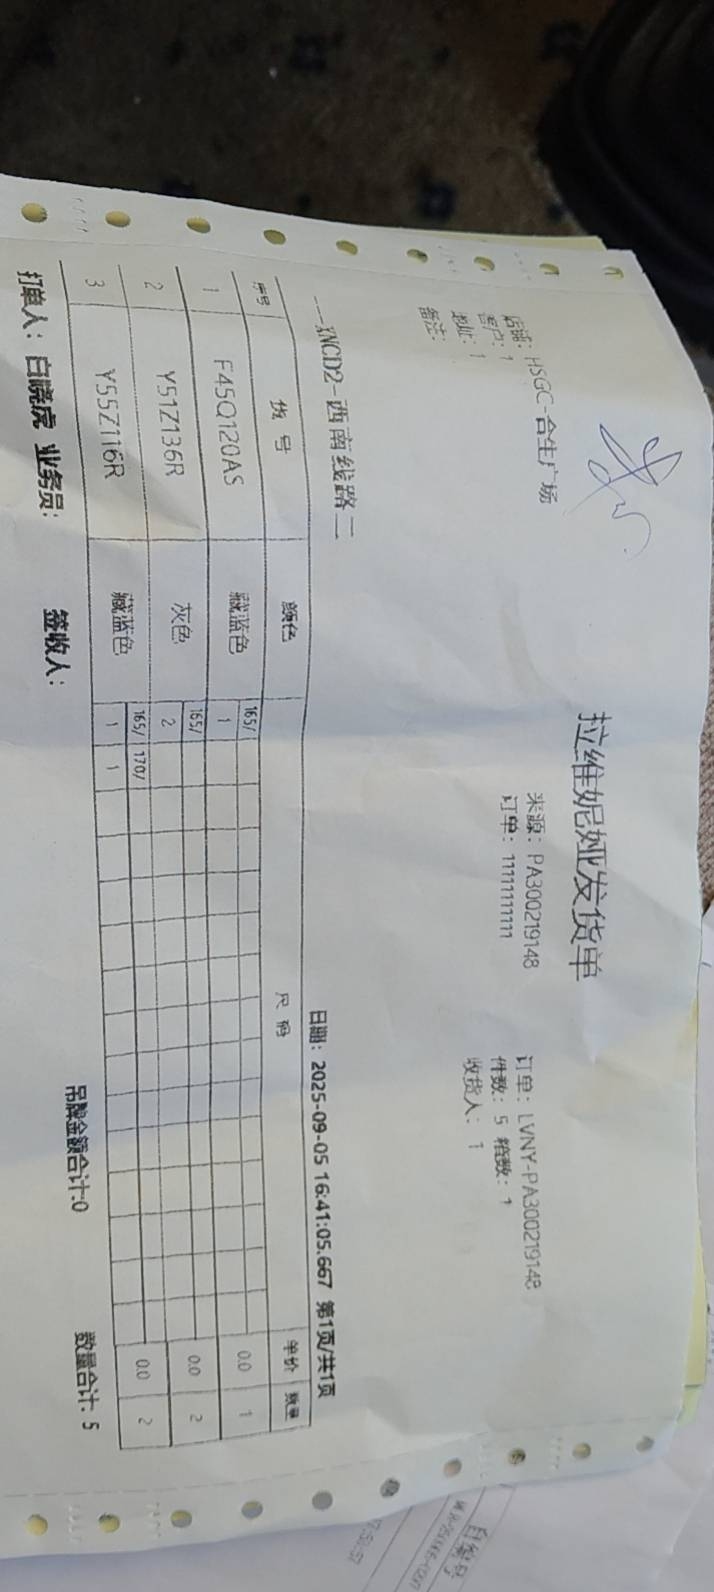 拉维妮娅发货单
店铺：HSGC-合生广场 来源：PA300219148 订单：LVNY-PA300219148
客户：1 订单：11111111111 件数：5 箱数：1
地址：1 收货人：1
备注：
---XNCD2-西南线路二 日期：2025-09-05 16:41:05.667 第1页/共1页
序号 货号 颜色 尺码 单价 数量
1 F45Q120AS 藏蓝色 165/ 0.0 1
1
2 Y51Z136R 灰色 165/ 0.0 2
2
3 Y55Z116R 藏蓝色 165/ 170/ 0.0 2
1 1
打单人：白晓虎 业务员： 签收人： 吊牌金额合计:0 数量合计: 5